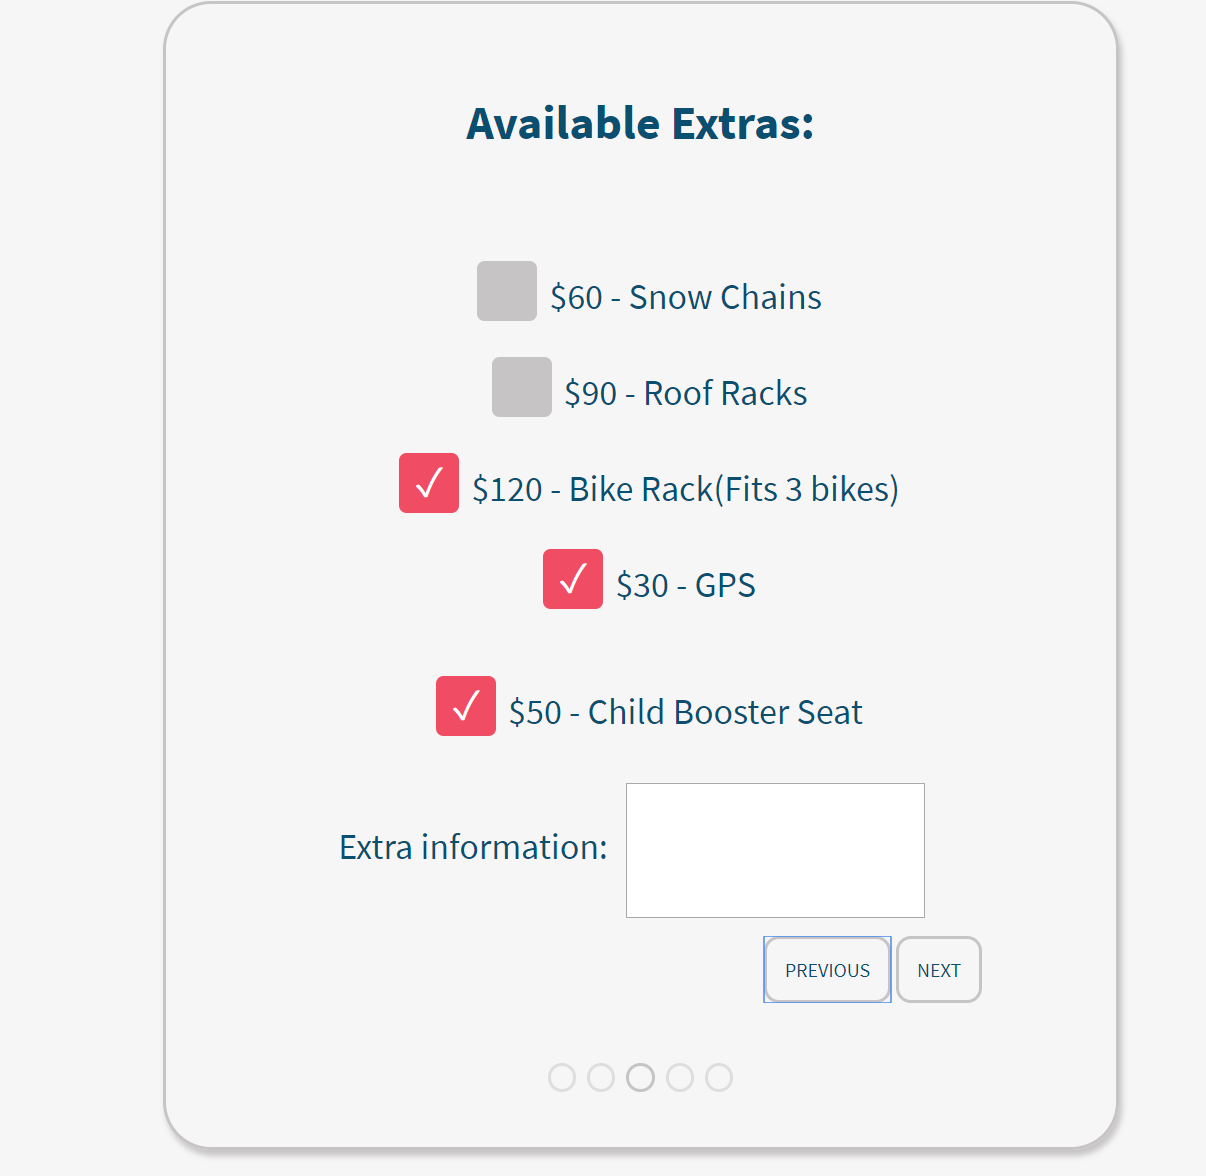 Available Extras:
$60 - Snow Chains
$90 - Roof Racks
$120 - Bike Rack(Fits 3 bikes)
$30 - GPS
$50 - Child Booster Seat
Extra information:
PREVIOUS NEXT